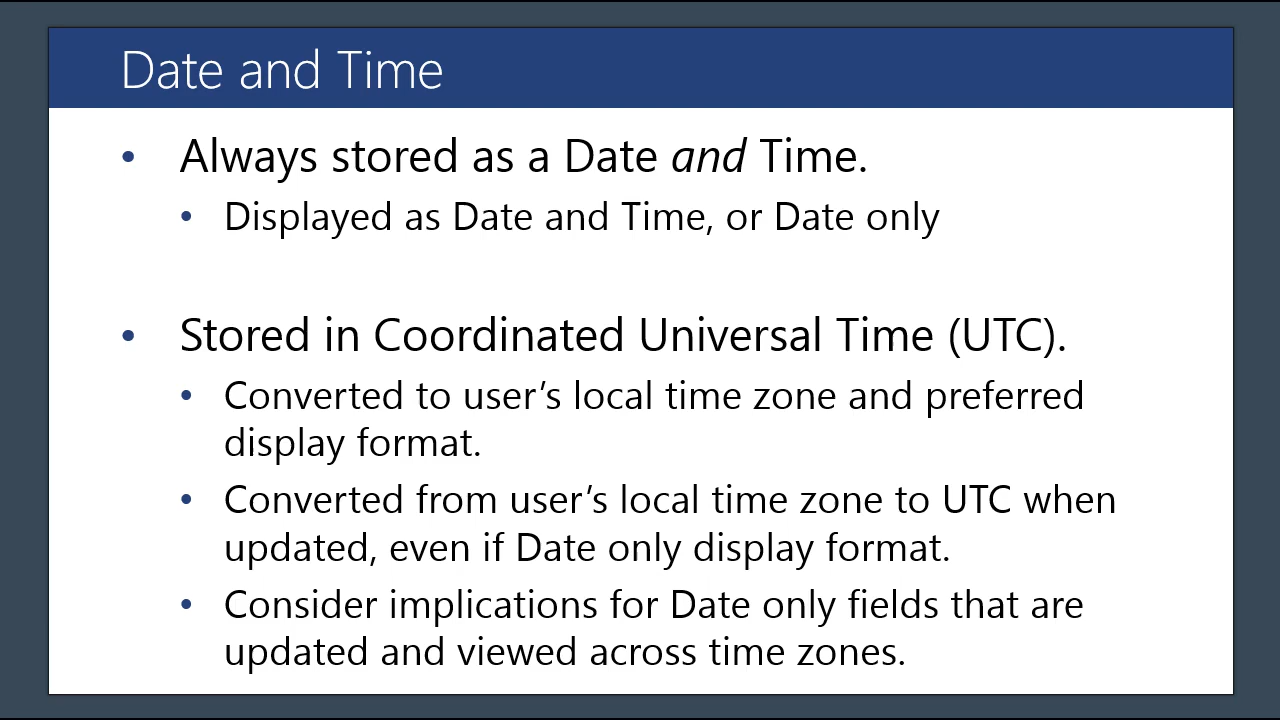 Date and Time
• Always stored as a Date and Time.
• Displayed as Date and Time, or Date only
• Stored in Coordinated Universal Time (UTC).
• Converted to user’s local time zone and preferred
display format.
• Converted from user’s local time zone to UTC when
updated, even if Date only display format.
• Consider implications for Date only fields that are
updated and viewed across time zones.